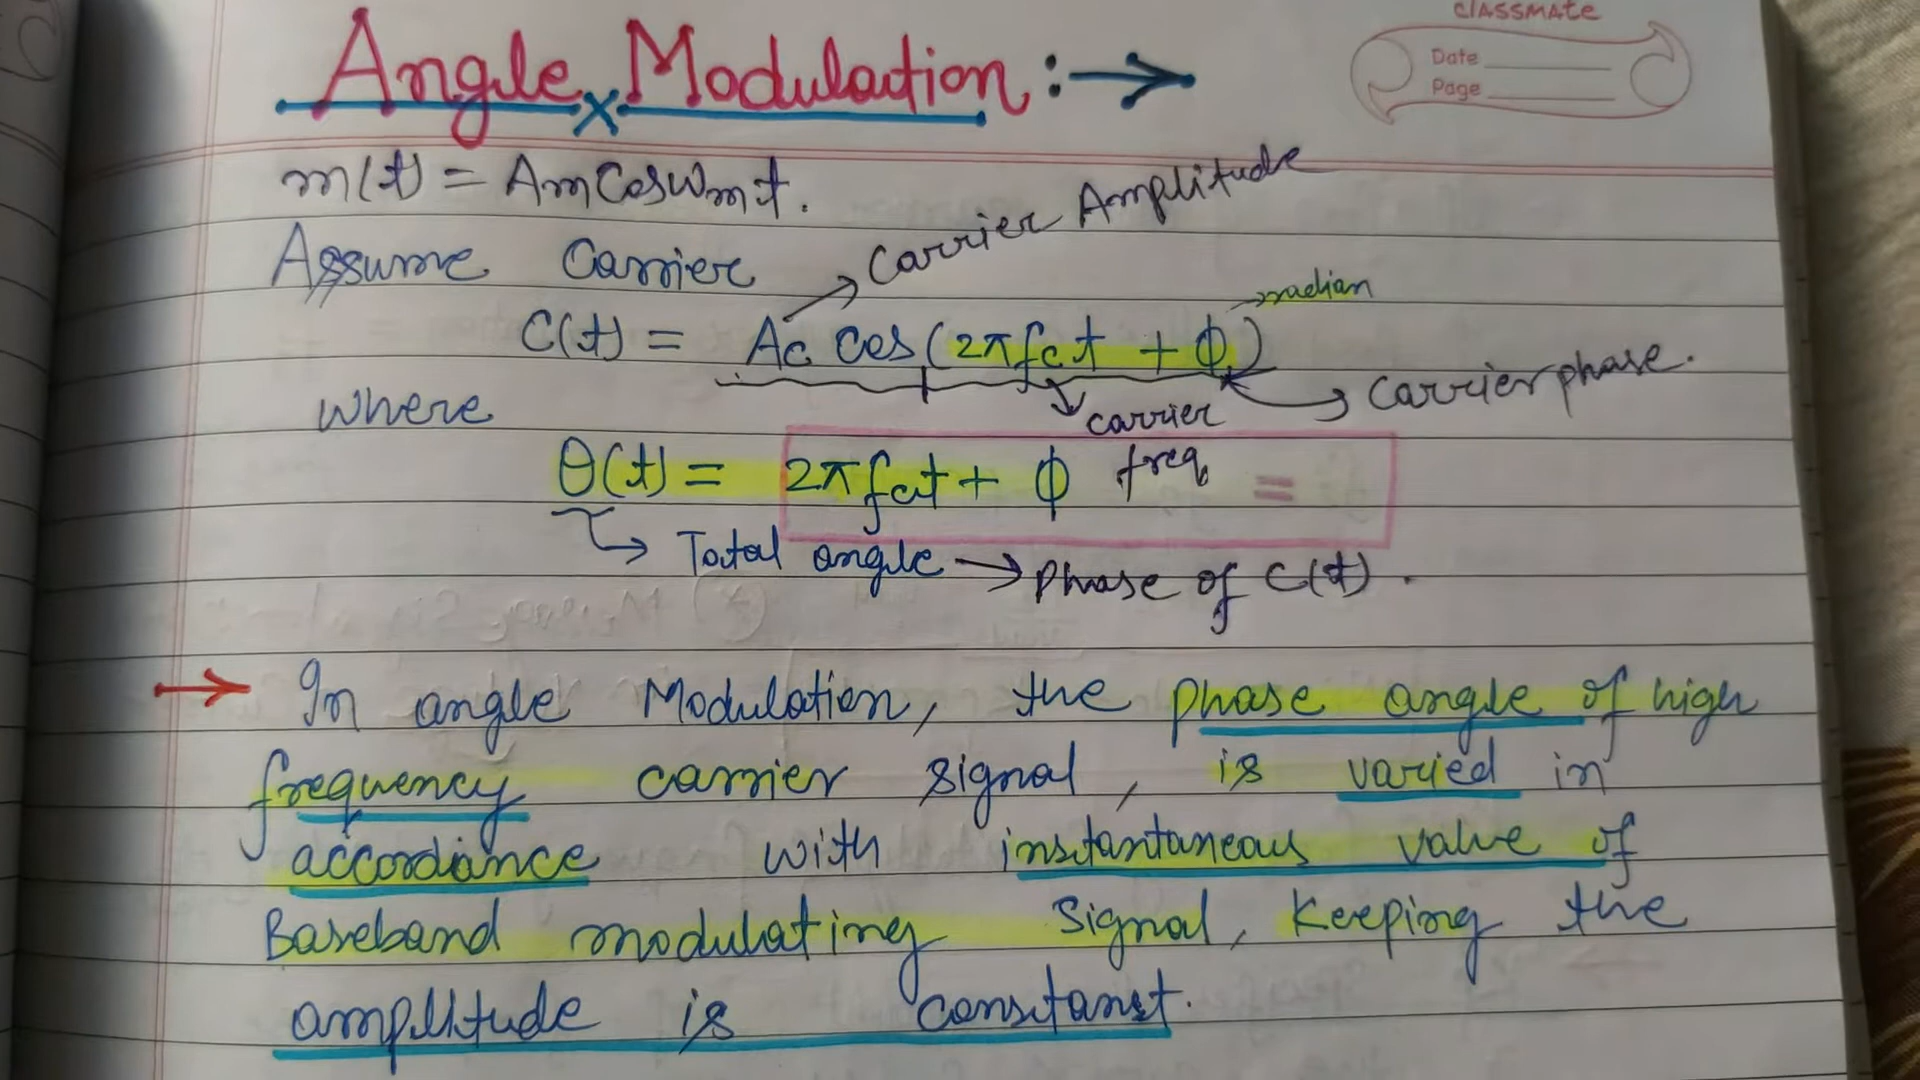 classmate
Date
Page
Angle Modulation :→
m(t) = Am Cos wmt.
Assume Carrier
→ Carrier Amplitude
→ radian
C(t) = Ac Cos (2πfct + ϕ)
→ carrier freq
→ Carrier phase.
where
θ(t) = 2πfct + ϕ =
→ Total angle → Phase of C(t).
→ In angle Modulation, the phase angle of high
frequency carrier signal, is varied in
accordance with instantaneous value of
Baseband modulating Signal, Keeping the
amplitude is constant.